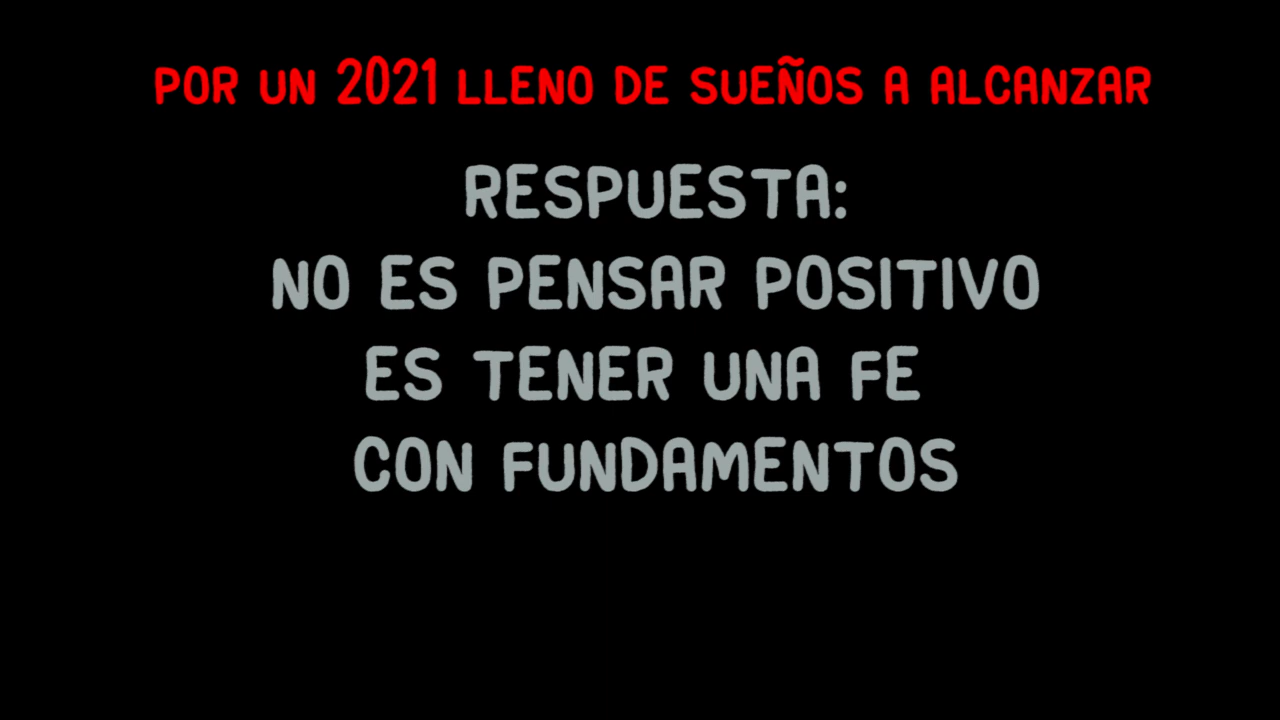 POR UN 2021 LLENO DE SUEÑOS A ALCANZAR
RESPUESTA:
NO ES PENSAR POSITIVO
ES TENER UNA FE
CON FUNDAMENTOS